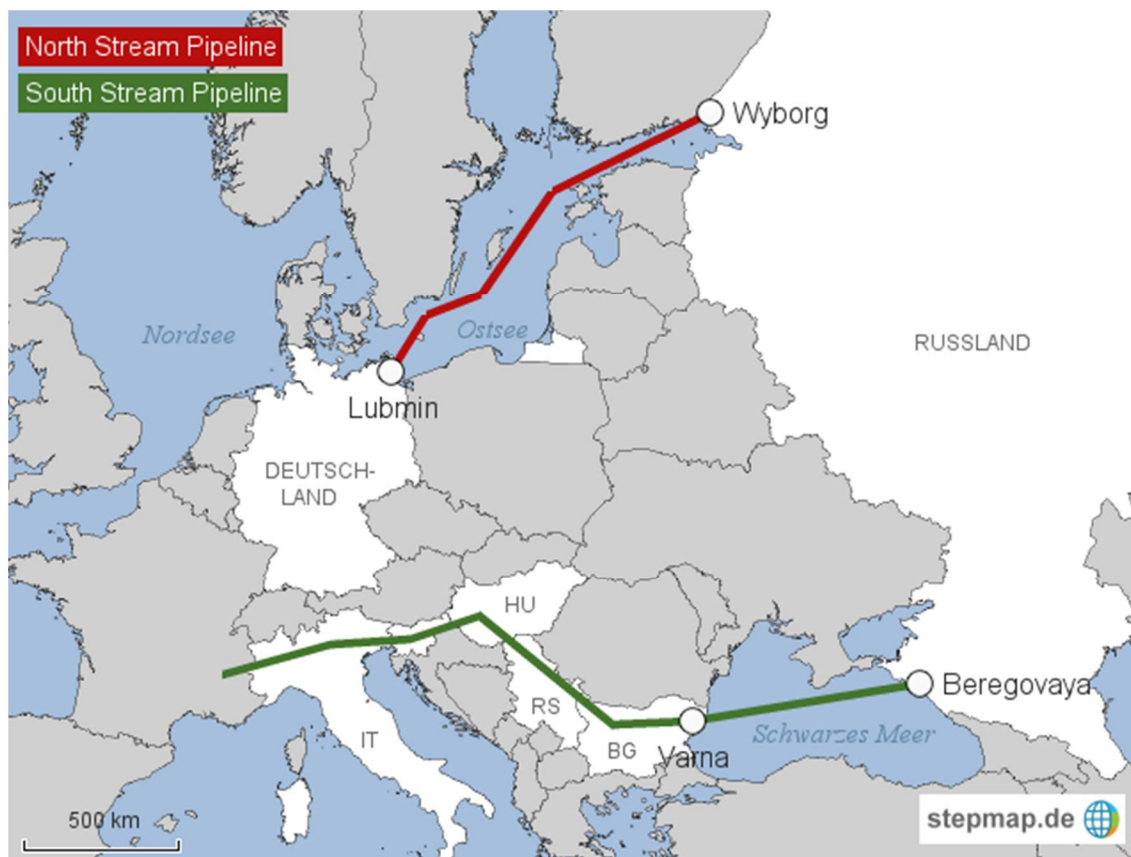 North Stream Pipeline
South Stream Pipeline
Wyborg
Nordsee
Ostsee
RUSSLAND
Lubmin
DEUTSCH-
LAND
HU
Beregovaya
RS
IT
BG
Varna
Schwarzes Meer
500 km
stepmap.de